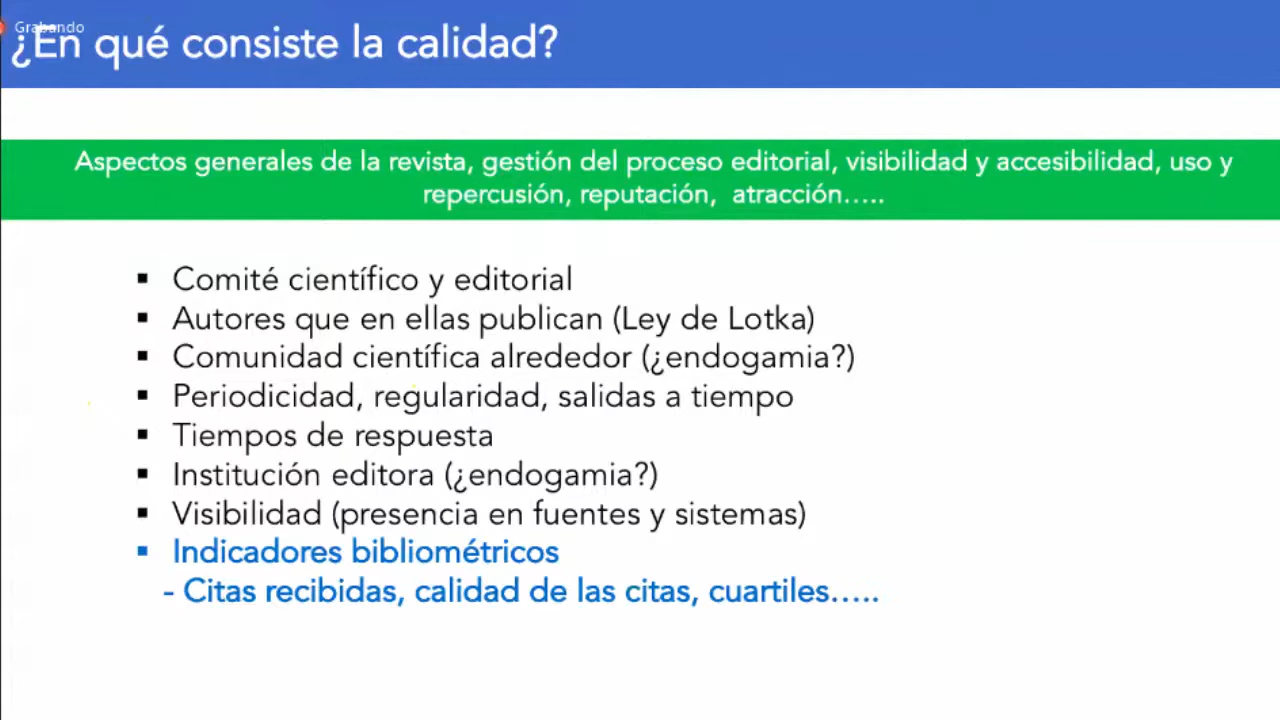 Grabando
¿En qué consiste la calidad?
Aspectos generales de la revista, gestión del proceso editorial, visibilidad y accesibilidad, uso y
repercusión, reputación, atracción…..
▪ Comité científico y editorial
▪ Autores que en ellas publican (Ley de Lotka)
▪ Comunidad científica alrededor (¿endogamia?)
▪ Periodicidad, regularidad, salidas a tiempo
▪ Tiempos de respuesta
▪ Institución editora (¿endogamia?)
▪ Visibilidad (presencia en fuentes y sistemas)
▪ Indicadores bibliométricos
- Citas recibidas, calidad de las citas, cuartiles…..